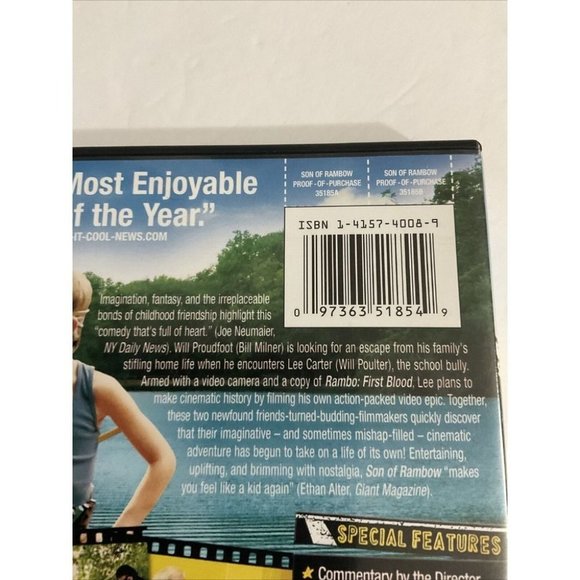 Most Enjoyable
f the Year."
HT-COOL-NEWS.COM
SON OF RAMBOW
PROOF-OF-PURCHASE
35185A
SON OF RAMBOW
PROOF-OF-PURCHASE
35185B
ISBN 1-4157-4008-9
0 97363 51854 9
Imagination, fantasy, and the irreplaceable
bonds of childhood friendship highlight this
“comedy that's full of heart.” (Joe Neumaier,
NY Daily News). Will Proudfoot (Bill Milner) is looking for an escape from his family's
stifling home life when he encounters Lee Carter (Will Poulter), the school bully.
Armed with a video camera and a copy of Rambo: First Blood, Lee plans to
make cinematic history by filming his own action-packed video epic. Together,
these two newfound friends-turned-budding-filmmakers quickly discover
that their imaginative – and sometimes mishap-filled – cinematic
adventure has begun to take on a life of its own! Entertaining,
uplifting, and brimming with nostalgia, Son of Rambow “makes
you feel like a kid again” (Ethan Alter, Giant Magazine).
SPECIAL FEATURES
★ Commentary by the Director